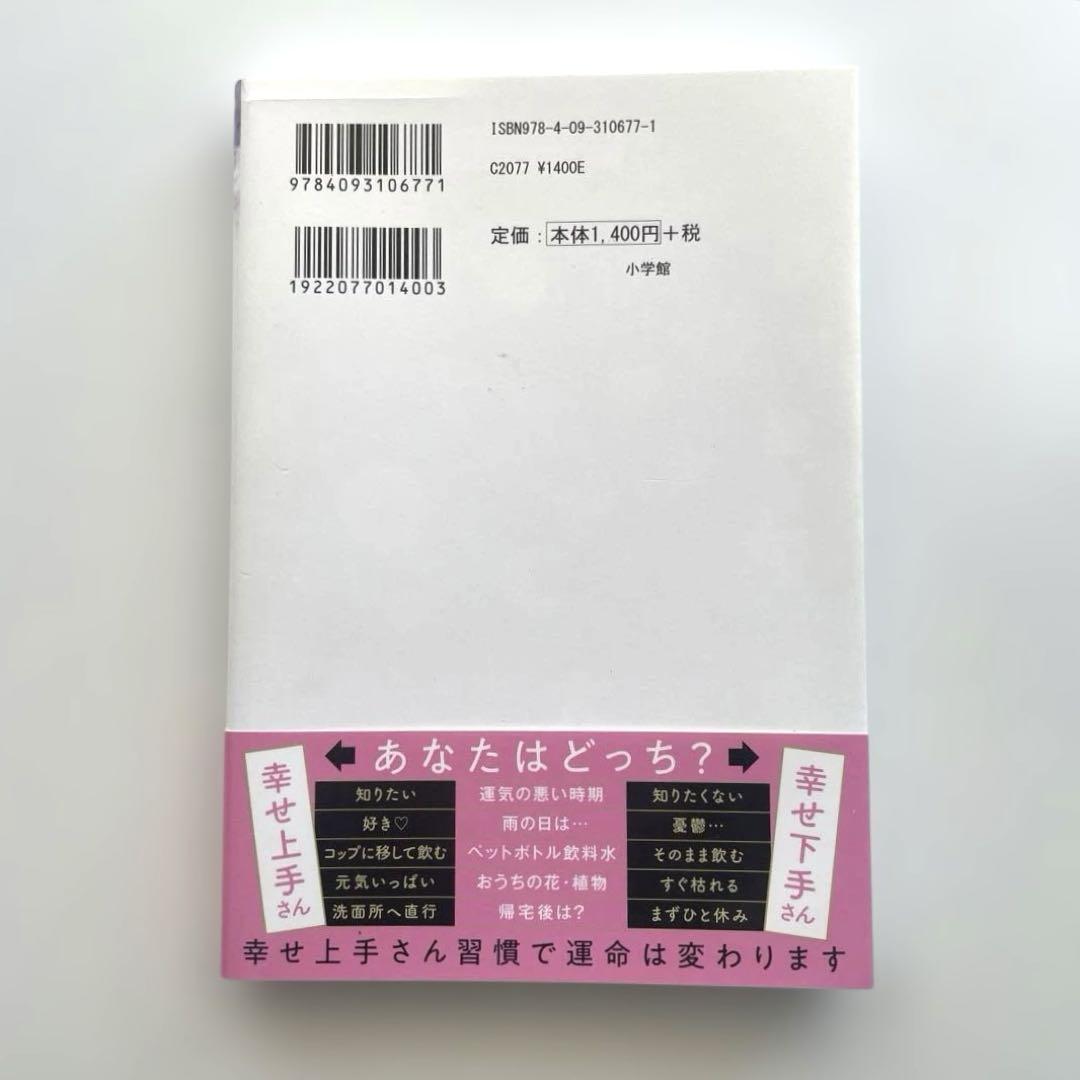 ISBN978-4-09-310677-1
9784093106771
C2077 ¥1400E
定価：本体1,400円＋税
小学館
1922077014003
あなたはどっち？
幸せ上手さん
知りたい 運気の悪い時期 知りたくない
好き♡ 雨の日は… 憂鬱…
コップに移して飲む ペットボトル飲料水 そのまま飲む
元気いっぱい おうちの花・植物 すぐ枯れる
洗面所へ直行 帰宅後は？ まずひと休み
幸せ下手さん
幸せ上手さん習慣で運命は変わります